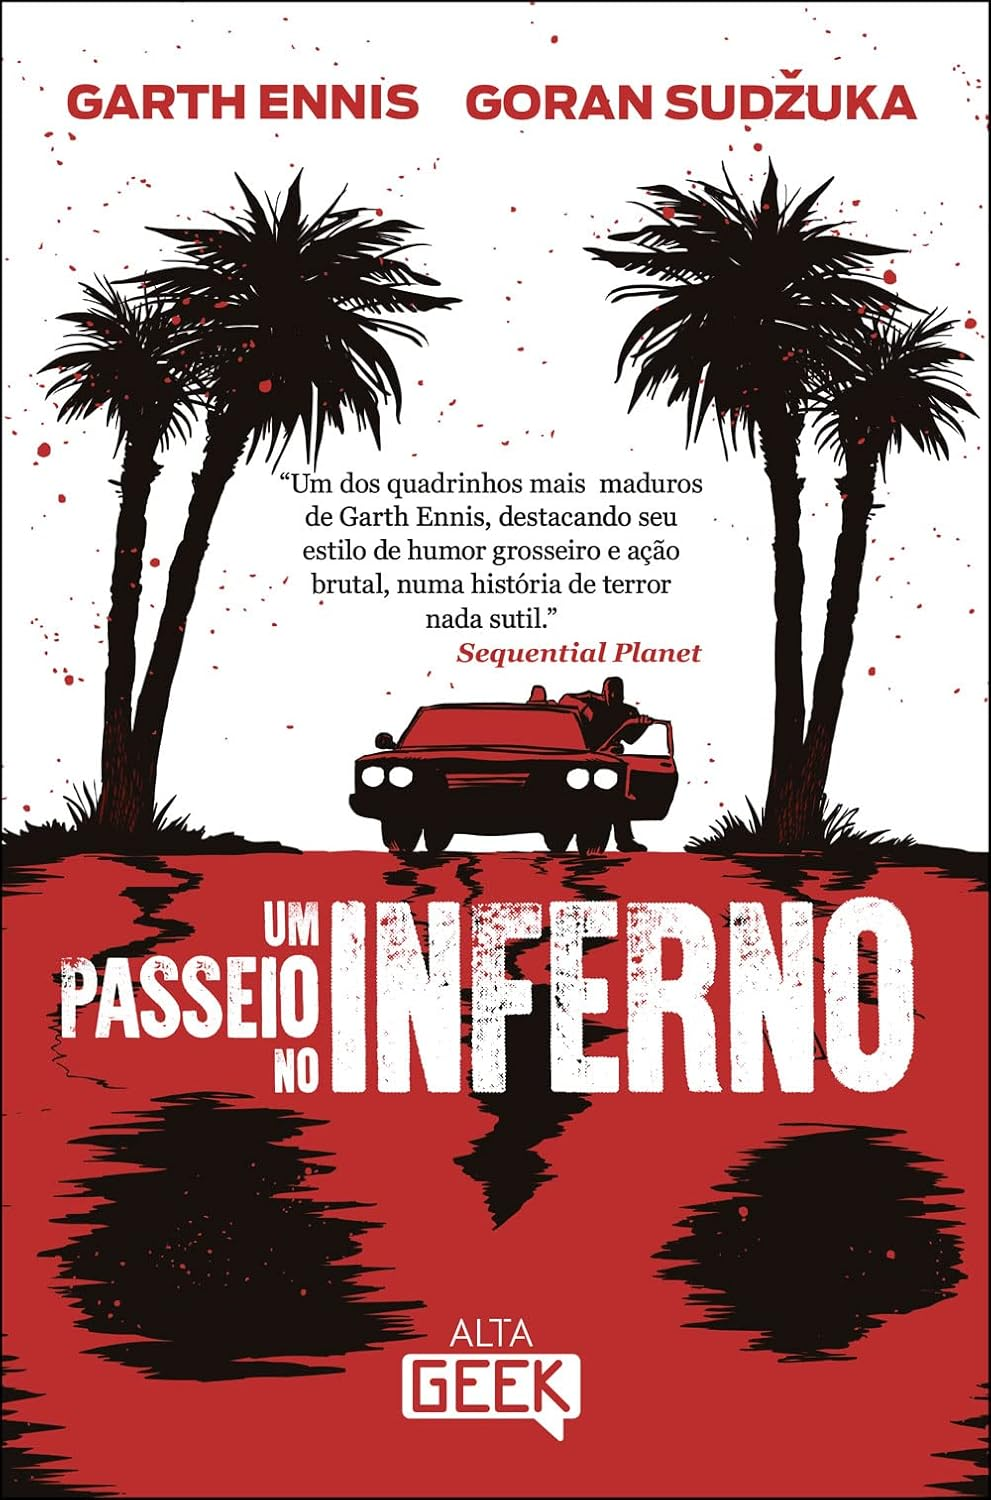 GARTH ENNIS GORAN SUDŽUKA
“Um dos quadrinhos mais maduros
de Garth Ennis, destacando seu
estilo de humor grosseiro e ação
brutal, numa história de terror
nada sutil.”
Sequential Planet
UM
PASSEIO
NO
INFERNO
ALTA
GEEK